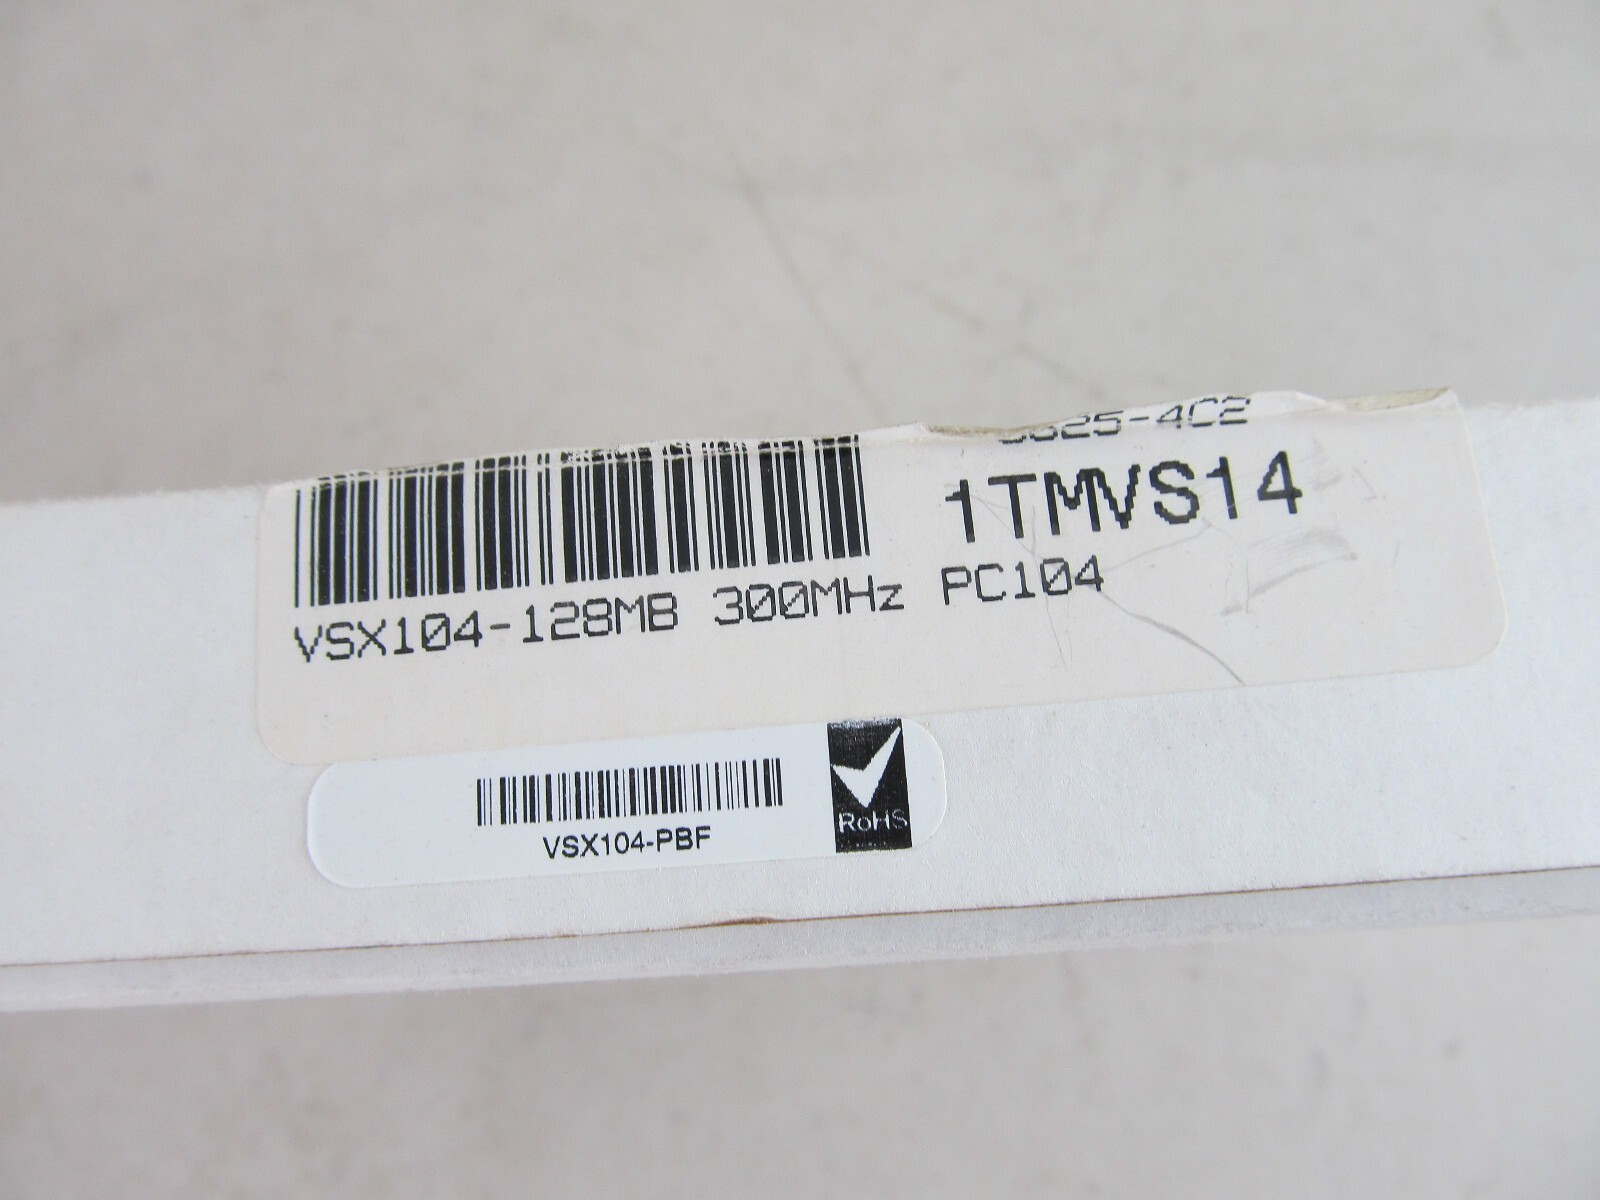 1TMVS14
VSX104-128MB 300MHz PC104
VSX104-PBF
RoHS